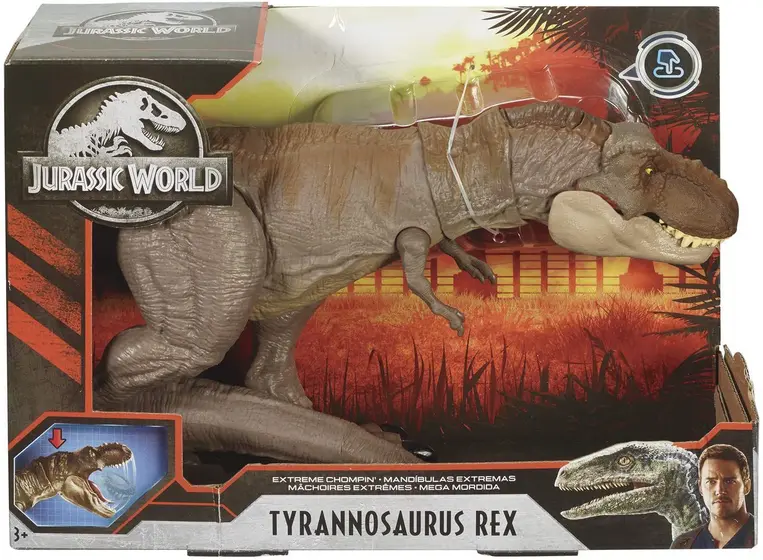 JURASSIC WORLD
JURASSIC WORLD
EXTREME CHOMPIN' • MANDÍBULAS EXTREMAS
MÂCHOIRES EXTRÊMES • MEGA MORDIDA
TYRANNOSAURUS REX
3+